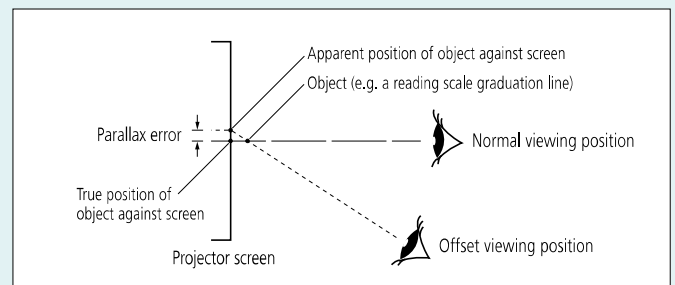 Apparent position of object against screen
Object (e.g. a reading scale graduation line)
Parallax error
Normal viewing position
True position of
object against screen
Offset viewing position
Projector screen